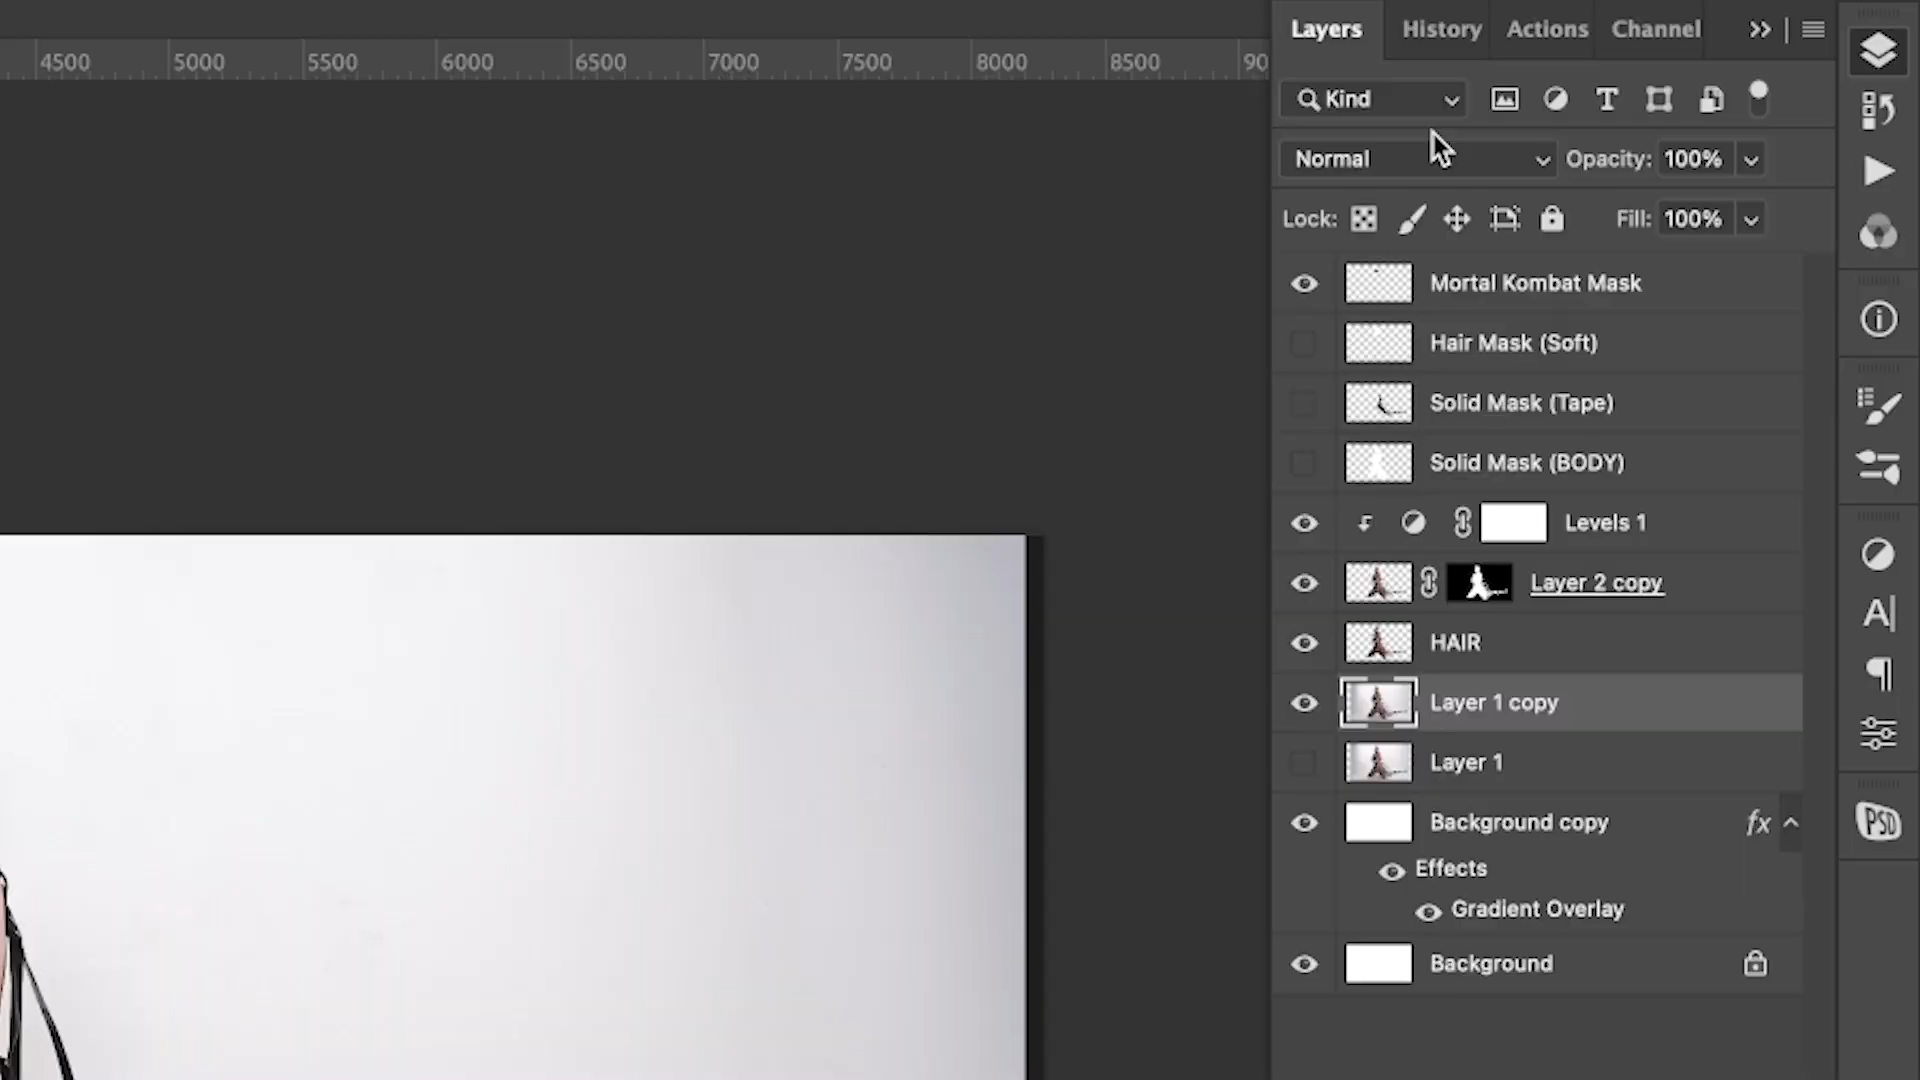 Layers History Actions Channel
4500 5000 5500 6000 6500 7000 7500 8000 8500 90
Kind
Normal Opacity: 100%
Lock: Fill: 100%
Mortal Kombat Mask
Hair Mask (Soft)
Solid Mask (Tape)
Solid Mask (BODY)
Levels 1
Layer 2 copy
HAIR
Layer 1 copy
Layer 1
Background copy fx
Effects
Gradient Overlay
Background
PSD